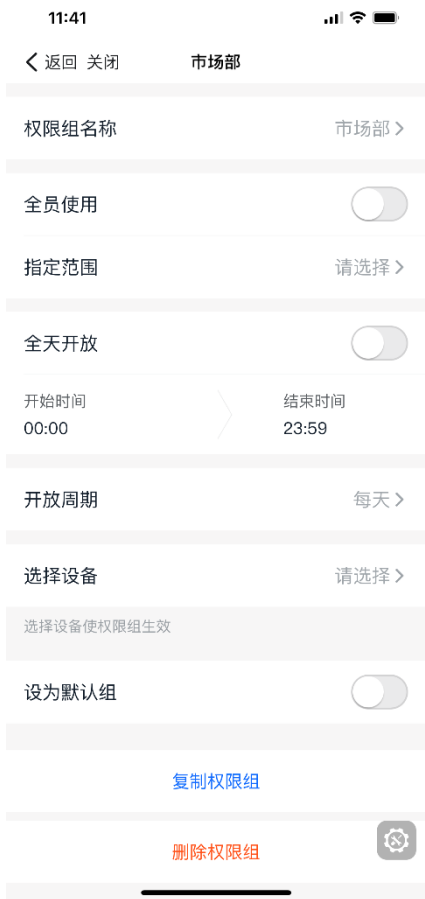 11:41
返回 关闭 市场部
权限组名称 市场部
全员使用
指定范围 请选择
全天开放
开始时间 结束时间
00:00 23:59
开放周期 每天
选择设备 请选择
选择设备使权限组生效
设为默认组
复制权限组
删除权限组